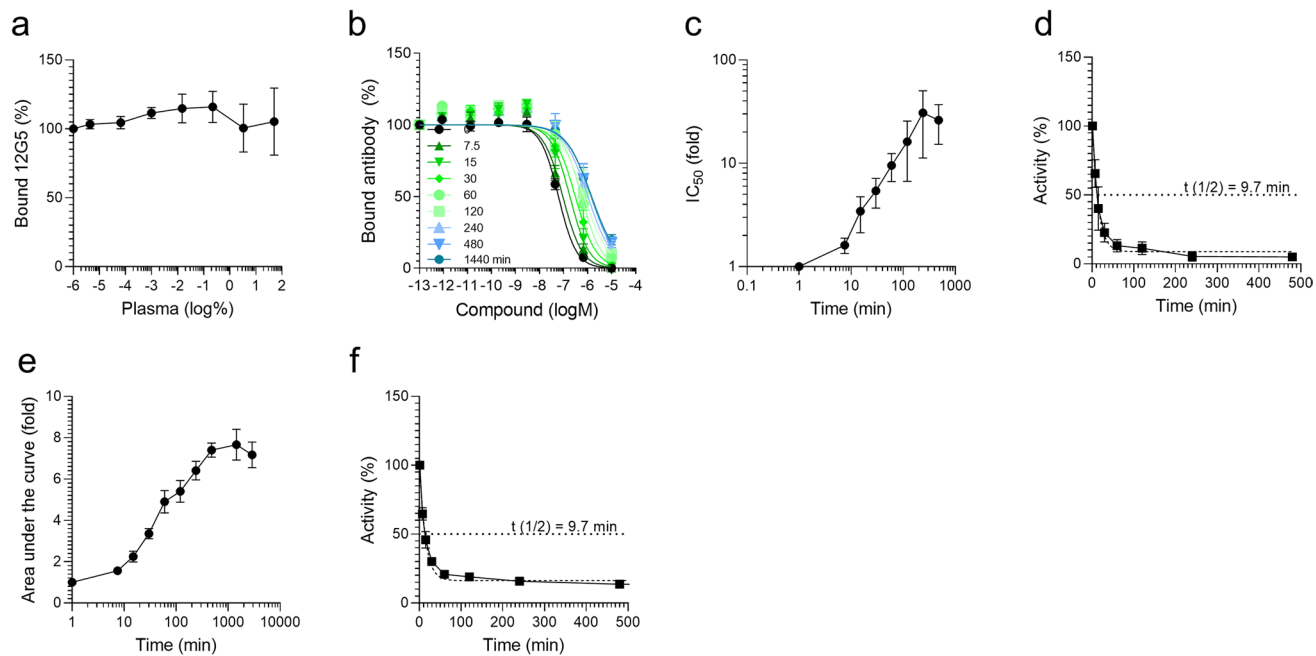 a
150
100
50
0
Bound 12G5 (%)
-6 -5 -4 -3 -2 -1 0 1 2
Plasma (log%)
b
150
100
50
0
Bound antibody (%)
0
7.5
15
30
60
120
240
480
1440 min
-13 -12 -11 -10 -9 -8 -7 -6 -5 -4
Compound (logM)
c
100
10
1
IC50 (fold)
0.1 1 10 100 1000
Time (min)
d
150
100
50
0
Activity (%)
t (1/2) = 9.7 min
0 100 200 300 400 500
Time (min)
e
10
8
6
4
2
0
Area under the curve (fold)
1 10 100 1000 10000
Time (min)
f
150
100
50
0
Activity (%)
t (1/2) = 9.7 min
0 100 200 300 400 500
Time (min)